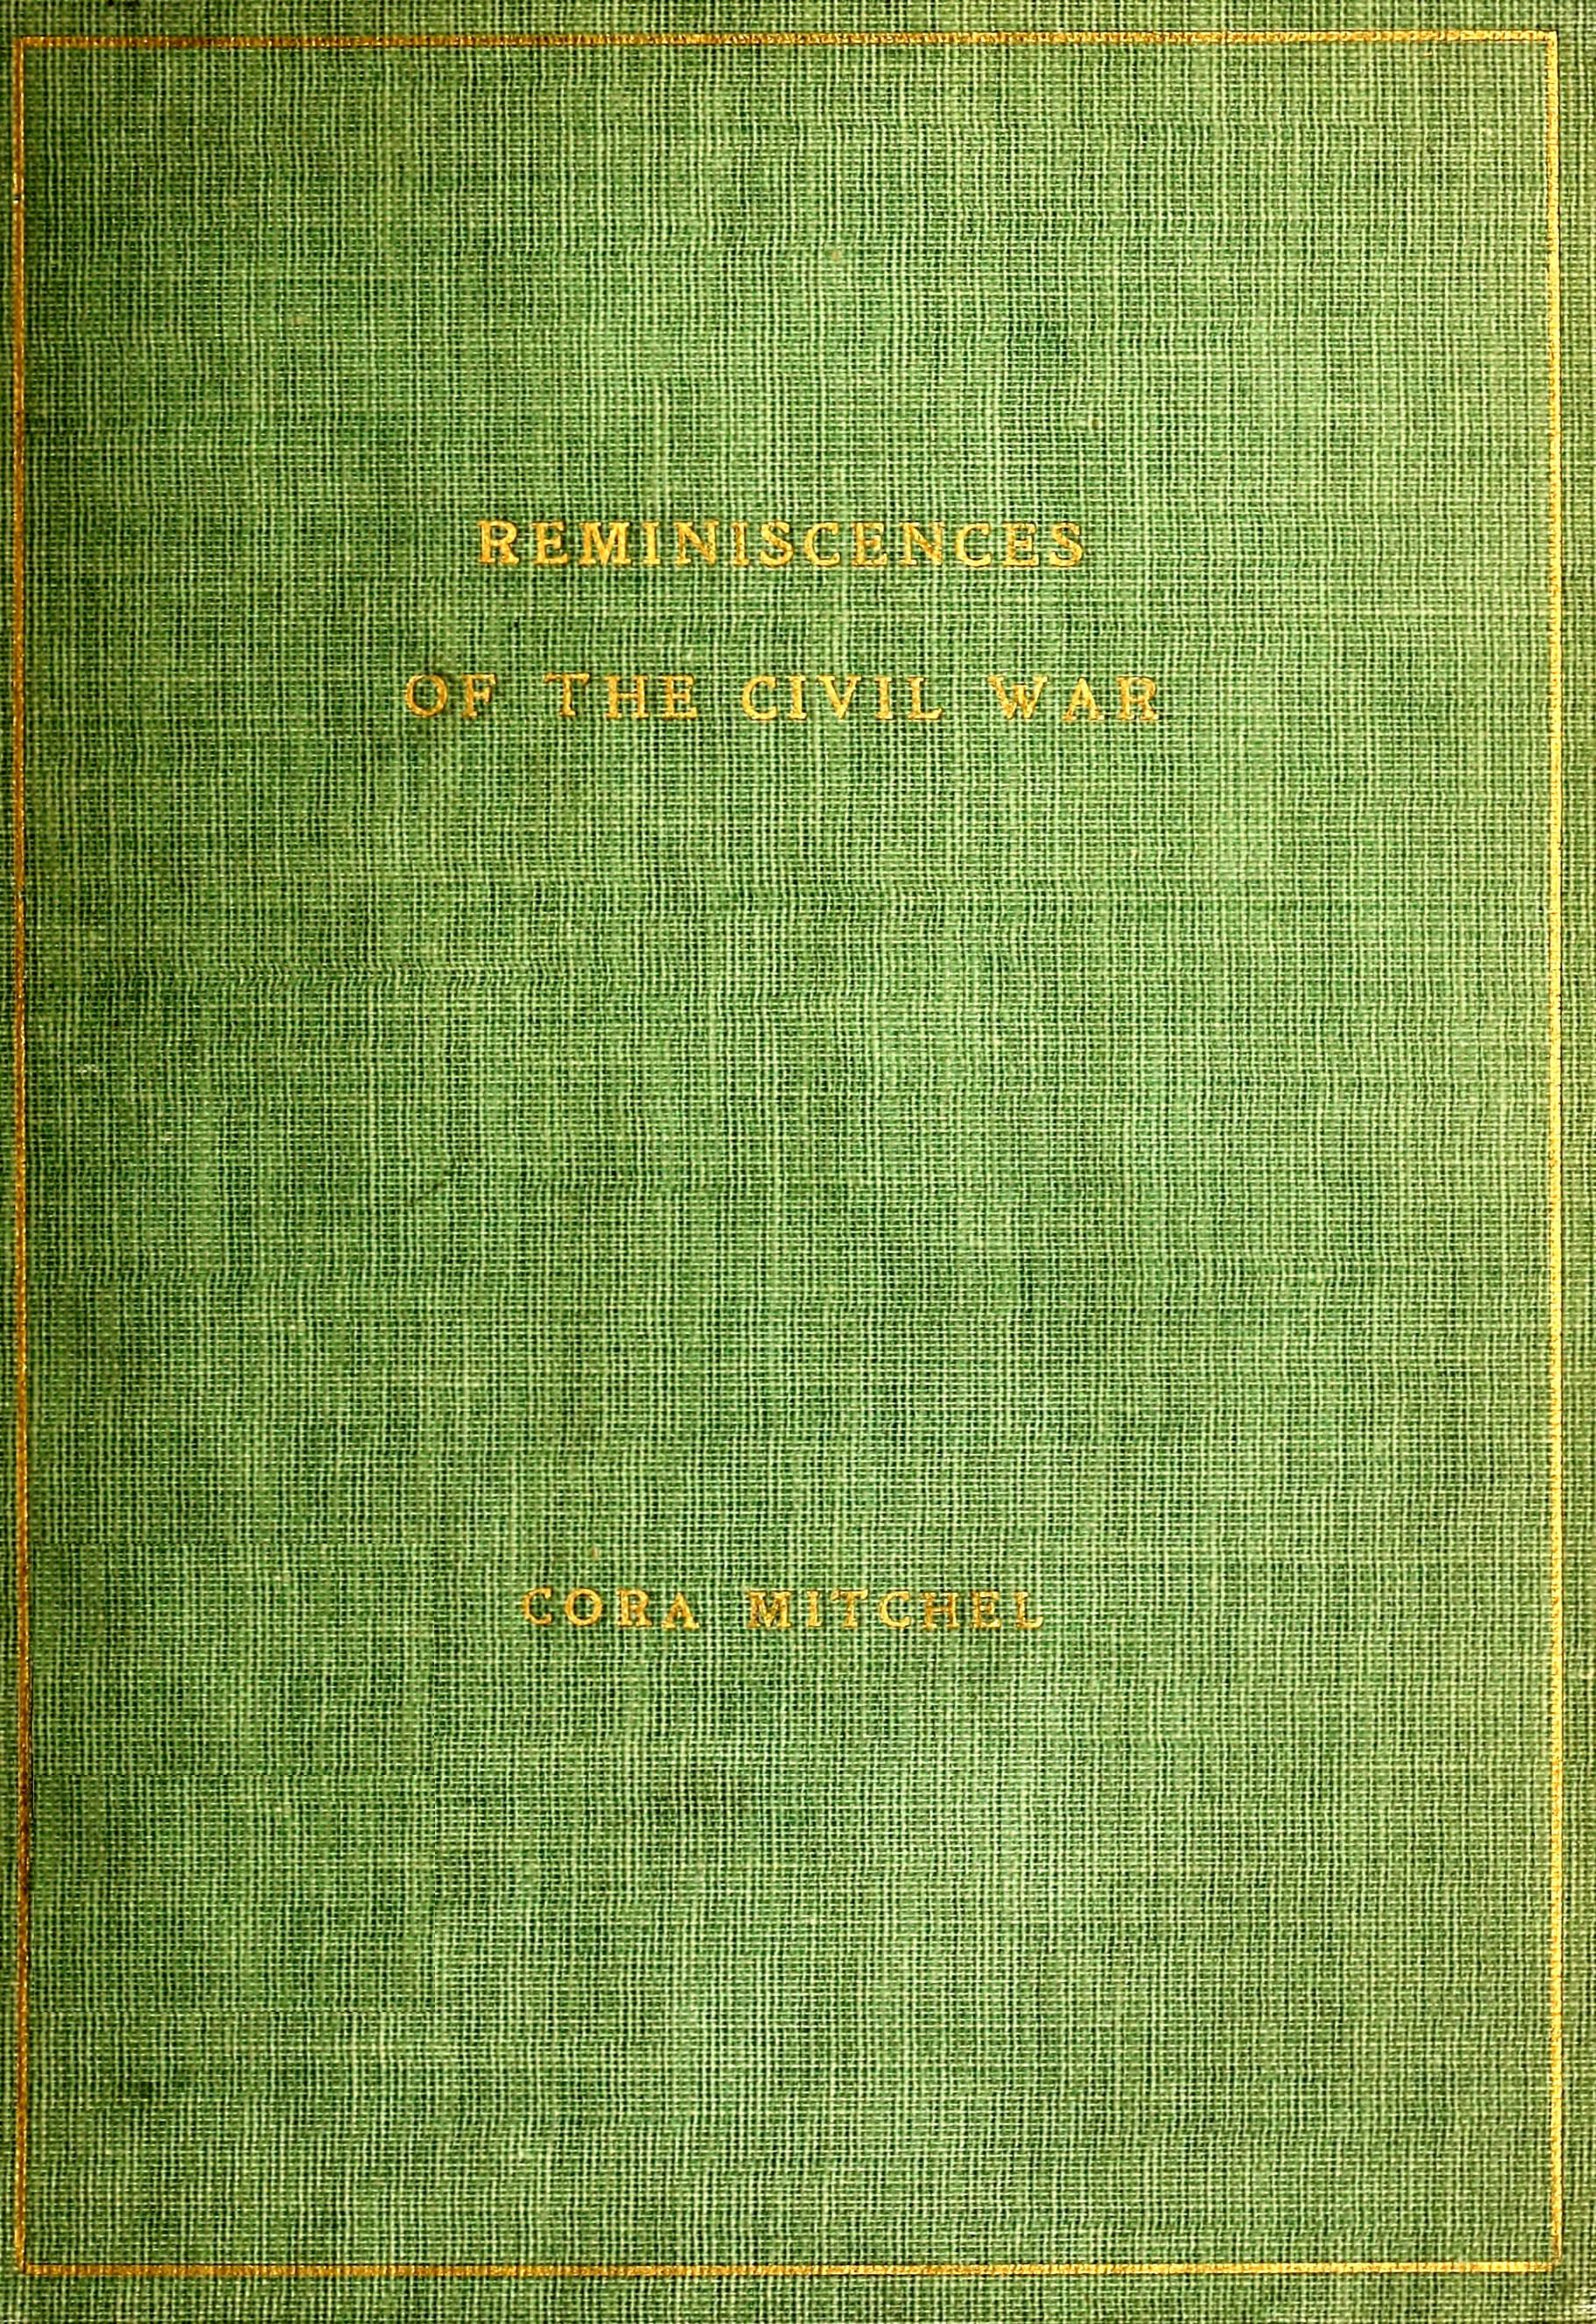 REMINISCENCES
OF THE CIVIL WAR
CORA MITCHEL